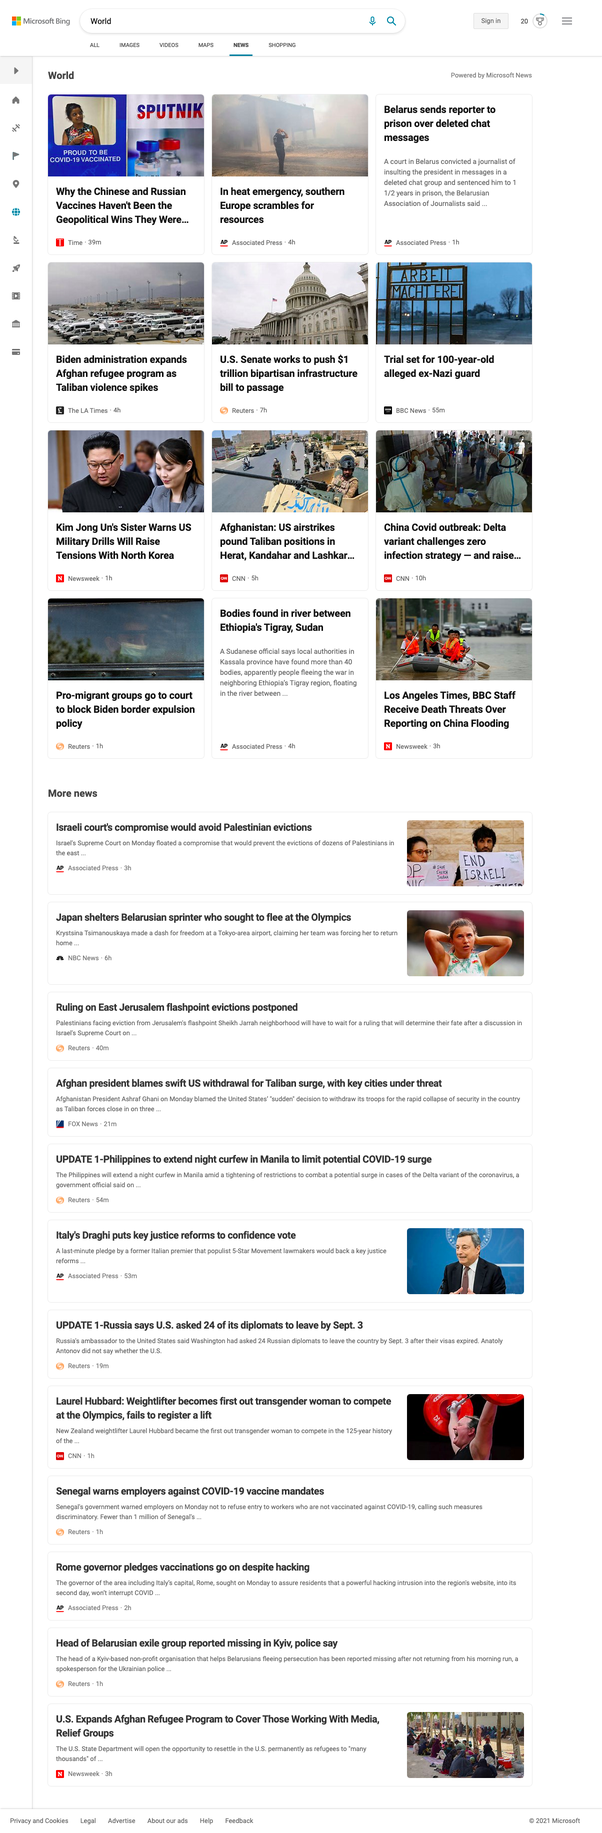 Microsoft Bing
World
Sign in
20
ALL
IMAGES
VIDEOS
MAPS
NEWS
SHOPPING
World
Powered by Microsoft News
SPUTNIK
PROUD TO BE
COVID-19 VACCINATED
Why the Chinese and Russian
Vaccines Haven't Been the
Geopolitical Wins They Were...
Time · 39m
In heat emergency, southern
Europe scrambles for
resources
AP Associated Press · 4h
Belarus sends reporter to
prison over deleted chat
messages
A court in Belarus convicted a journalist of
insulting the president in messages in a
deleted chat group and sentenced him to 1
1/2 years in prison, the Belarusian
Association of Journalists said ...
AP Associated Press · 1h
Biden administration expands
Afghan refugee program as
Taliban violence spikes
The LA Times · 4h
U.S. Senate works to push $1
trillion bipartisan infrastructure
bill to passage
Reuters · 7h
ARBEIT
MACHT FREI
Trial set for 100-year-old
alleged ex-Nazi guard
BBC News · 55m
Kim Jong Un's Sister Warns US
Military Drills Will Raise
Tensions With North Korea
N Newsweek · 1h
Afghanistan: US airstrikes
pound Taliban positions in
Herat, Kandahar and Lashkar...
CNN CNN · 5h
China Covid outbreak: Delta
variant challenges zero
infection strategy — and raise...
CNN CNN · 10h
Pro-migrant groups go to court
to block Biden border expulsion
policy
Reuters · 1h
Bodies found in river between
Ethiopia's Tigray, Sudan
A Sudanese official says local authorities in
Kassala province have found more than 40
bodies, apparently people fleeing the war in
neighboring Ethiopia's Tigray region, floating
in the river between ...
AP Associated Press · 4h
Los Angeles Times, BBC Staff
Receive Death Threats Over
Reporting on China Flooding
N Newsweek · 3h
More news
Israeli court's compromise would avoid Palestinian evictions
Israel's Supreme Court on Monday floated a compromise that would prevent the evictions of dozens of Palestinians in
the east ...
AP Associated Press · 3h
END
ISRAELI
Japan shelters Belarusian sprinter who sought to flee at the Olympics
Krystsina Tsimanouskaya made a dash for freedom at a Tokyo-area airport, claiming her team was forcing her to return
home ...
NBC News · 6h
Ruling on East Jerusalem flashpoint evictions postponed
Palestinians facing eviction from Jerusalem's flashpoint Sheikh Jarrah neighborhood will have to wait for a ruling that will determine their fate after a discussion in
Israel's Supreme Court on ...
Reuters · 40m
Afghan president blames swift US withdrawal for Taliban surge, with key cities under threat
Afghanistan President Ashraf Ghani on Monday blamed the United States' "sudden" decision to withdraw its troops for the rapid collapse of security in the country
as Taliban forces close in on three ...
FOX News · 21m
UPDATE 1-Philippines to extend night curfew in Manila to limit potential COVID-19 surge
The Philippines will extend a night curfew in Manila amid a tightening of restrictions to combat a potential surge in cases of the Delta variant of the coronavirus, a
government official said on ...
Reuters · 54m
Italy's Draghi puts key justice reforms to confidence vote
A last-minute pledge by a former Italian premier that populist 5-Star Movement lawmakers would back a key justice
reforms ...
AP Associated Press · 53m
UPDATE 1-Russia says U.S. asked 24 of its diplomats to leave by Sept. 3
Russia's ambassador to the United States said Washington had asked 24 Russian diplomats to leave the country by Sept. 3 after their visas expired. Anatoly
Antonov did not say whether the U.S.
Reuters · 19m
Laurel Hubbard: Weightlifter becomes first out transgender woman to compete
at the Olympics, fails to register a lift
New Zealand weightlifter Laurel Hubbard became the first out transgender woman to compete in the 125-year history
of the ...
CNN CNN · 1h
Senegal warns employers against COVID-19 vaccine mandates
Senegal's government warned employers on Monday not to refuse entry to workers who are not vaccinated against COVID-19, calling such measures
discriminatory. Fewer than 1 million of Senegal's ...
Reuters · 1h
Rome governor pledges vaccinations go on despite hacking
The governor of the area including Italy's capital, Rome, sought on Monday to assure residents that a powerful hacking intrusion into the region's website, into its
second day, won't interrupt COVID ...
AP Associated Press · 2h
Head of Belarusian exile group reported missing in Kyiv, police say
The head of a Kyiv-based non-profit organisation that helps Belarusians fleeing persecution has been reported missing after not returning from his morning run, a
spokesperson for the Ukrainian police ...
Reuters · 1h
U.S. Expands Afghan Refugee Program to Cover Those Working With Media,
Relief Groups
The U.S. State Department will open the opportunity to resettle in the U.S. permanently as refugees to "many
thousands" of ...
N Newsweek · 3h
Privacy and Cookies
Legal
Advertise
About our ads
Help
Feedback
© 2021 Microsoft